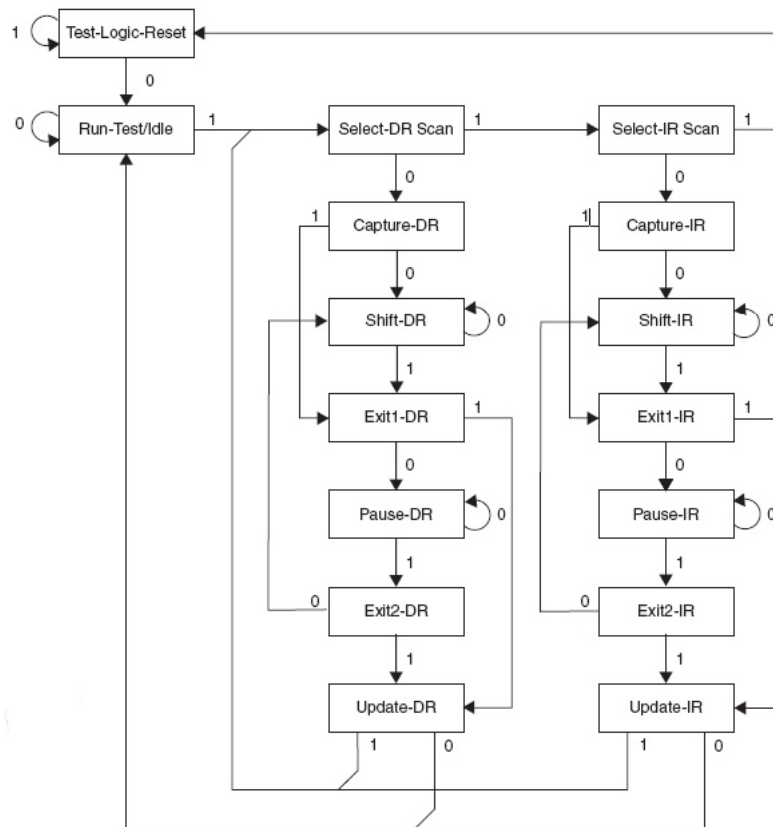 1 Test-Logic-Reset
0
0 Run-Test/Idle 1 Select-DR Scan 1 Select-IR Scan 1
0 0
1 Capture-DR 1 Capture-IR
0 0
Shift-DR 0 Shift-IR 0
1 1
Exit1-DR 1 Exit1-IR 1
0 0
Pause-DR 0 Pause-IR 0
1 1
0 Exit2-DR 0 Exit2-IR
1 1
Update-DR Update-IR
1 0 1 0